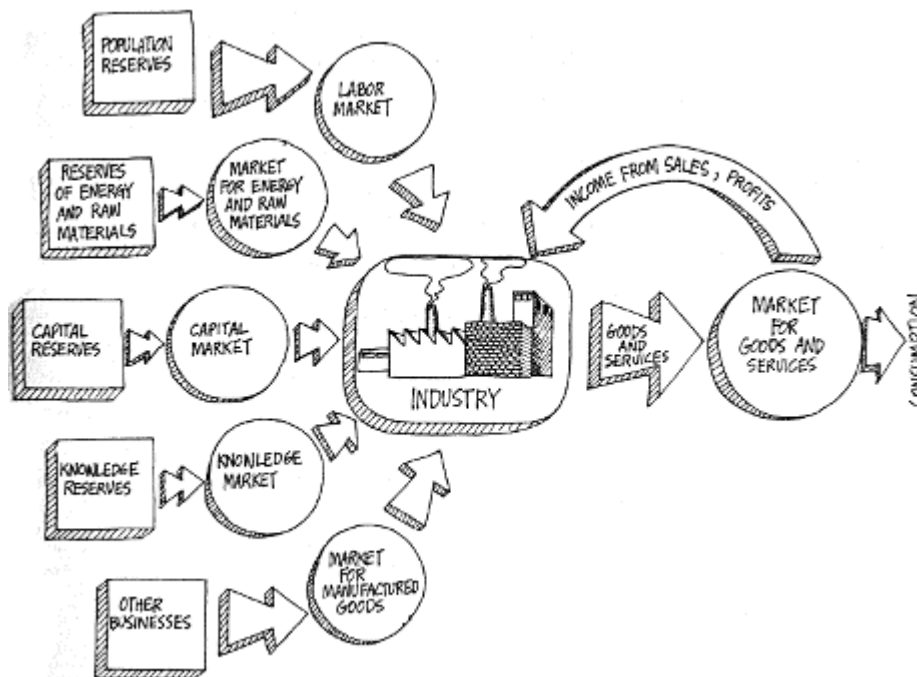 POPULATION
RESERVES
LABOR
MARKET
RESERVES
OF ENERGY
AND RAW
MATERIALS
MARKET
FOR ENERGY
AND RAW
MATERIALS
INCOME FROM SALES, PROFITS
CAPITAL
RESERVES
CAPITAL
MARKET
INDUSTRY
GOODS
AND
SERVICES
MARKET
FOR
GOODS AND
SERVICES
CONSUMPTION
KNOWLEDGE
RESERVES
KNOWLEDGE
MARKET
OTHER
BUSINESSES
MARKET
FOR
MANUFACTURED
GOODS